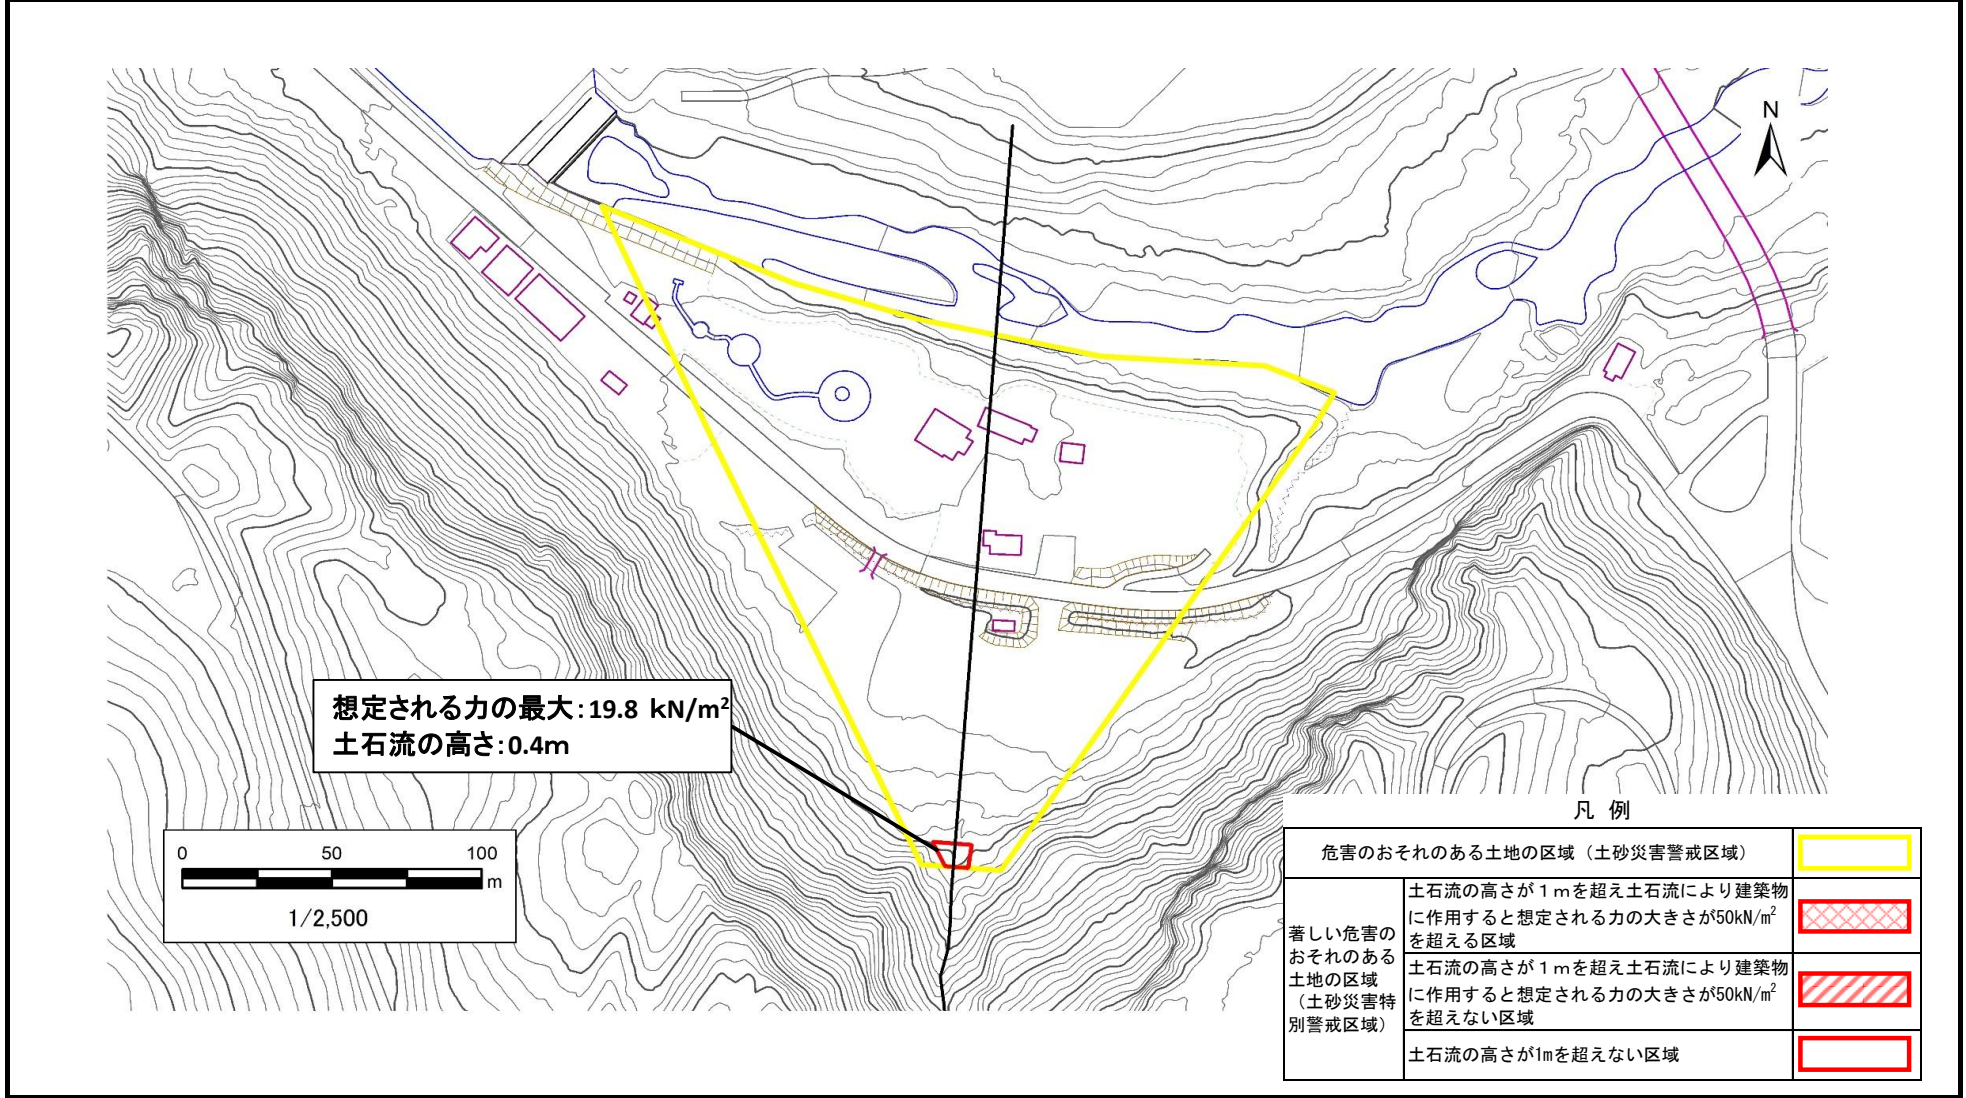 N
想定される力の最大：19.8 kN/m²
土石流の高さ：0.4m
0 50 100
m
1/2,500
凡 例
危害のおそれのある土地の区域（土砂災害警戒区域）
著しい危害の
おそれのある
土地の区域
（土砂災害特
別警戒区域）
土石流の高さが１ｍを超え土石流により建築物
に作用すると想定される力の大きさが50kN/m²
を超える区域
土石流の高さが１ｍを超え土石流により建築物
に作用すると想定される力の大きさが50kN/m²
を超えない区域
土石流の高さが1mを超えない区域